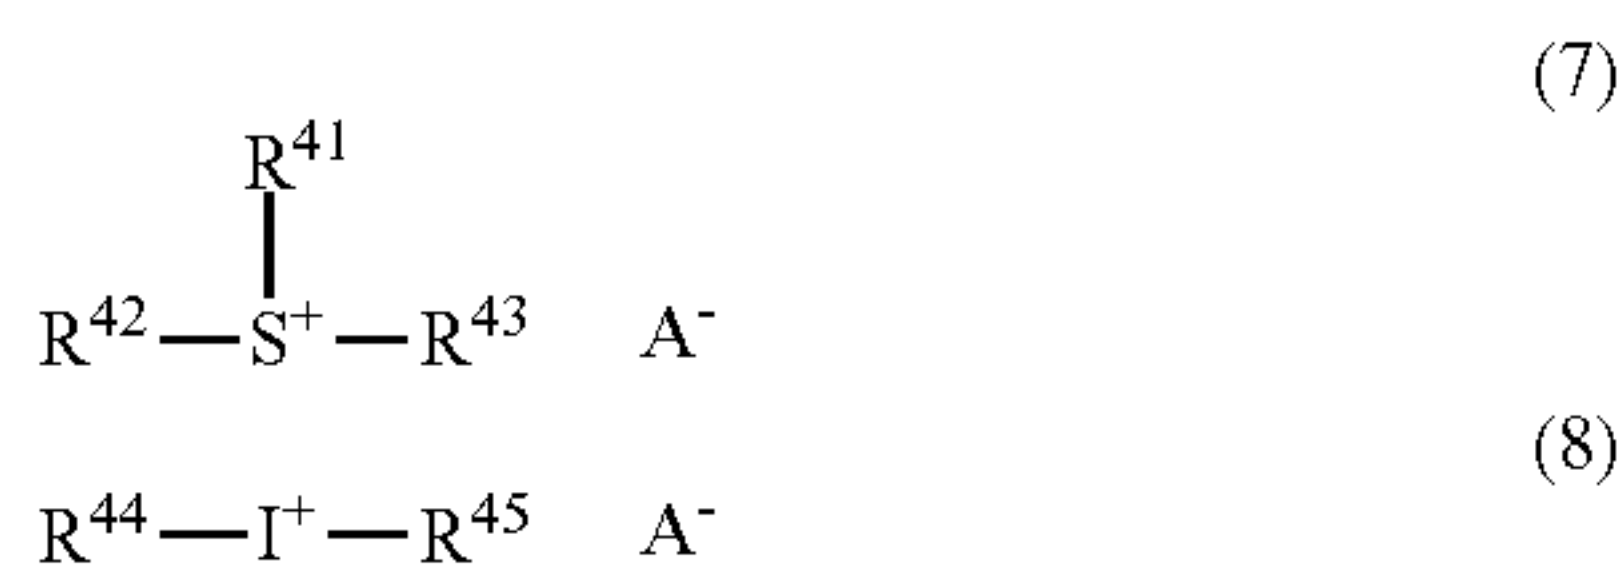 (7)
R⁴¹
R⁴²—S⁺—R⁴³ A⁻
(8)
R⁴⁴—I⁺—R⁴⁵ A⁻